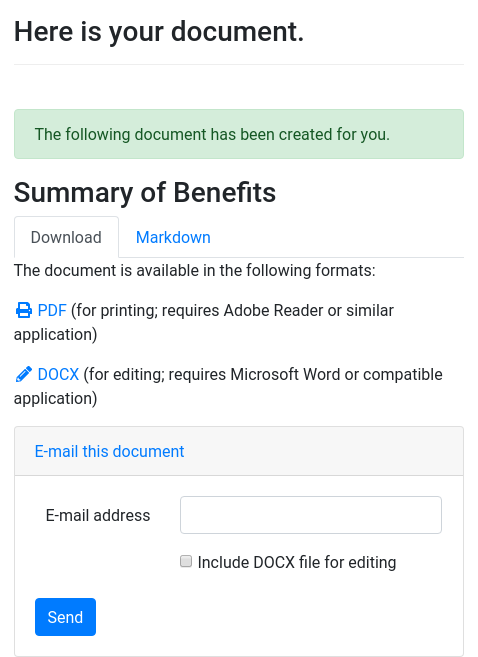 Here is your document.
The following document has been created for you.
Summary of Benefits
Download Markdown
The document is available in the following formats:
PDF (for printing; requires Adobe Reader or similar
application)
DOCX (for editing; requires Microsoft Word or compatible
application)
E-mail this document
E-mail address
Include DOCX file for editing
Send